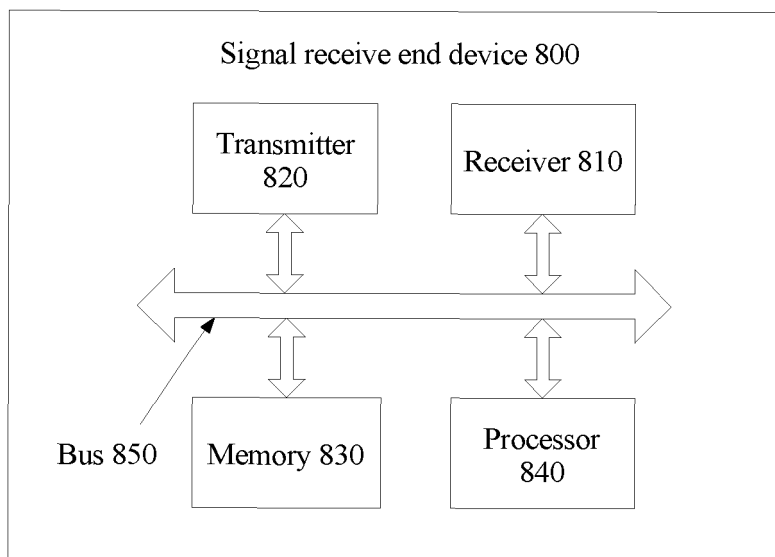 Signal receive end device 800
Transmitter
820
Receiver 810
Bus 850
Memory 830
Processor
840